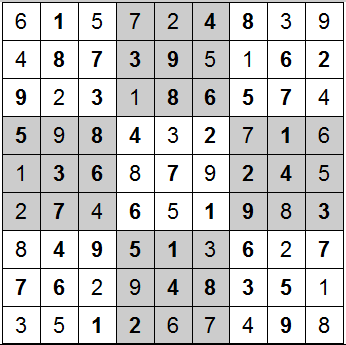 6 1 5 7 2 4 8 3 9
4 8 7 3 9 5 1 6 2
9 2 3 1 8 6 5 7 4
5 9 8 4 3 2 7 1 6
1 3 6 8 7 9 2 4 5
2 7 4 6 5 1 9 8 3
8 4 9 5 1 3 6 2 7
7 6 2 9 4 8 3 5 1
3 5 1 2 6 7 4 9 8